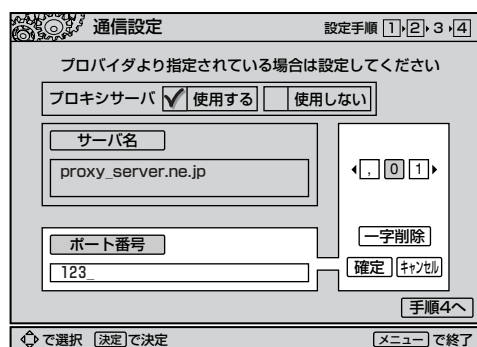 通信設定
設定手順 1 2 3 4
プロバイダより指定されている場合は設定してください
プロキシサーバ 使用する 使用しない
サーバ名
proxy_server.ne.jp
, 0 1
ポート番号
123_
一字削除
確定 キャンセル
手順4へ
で選択 決定 で決定 メニュー で終了